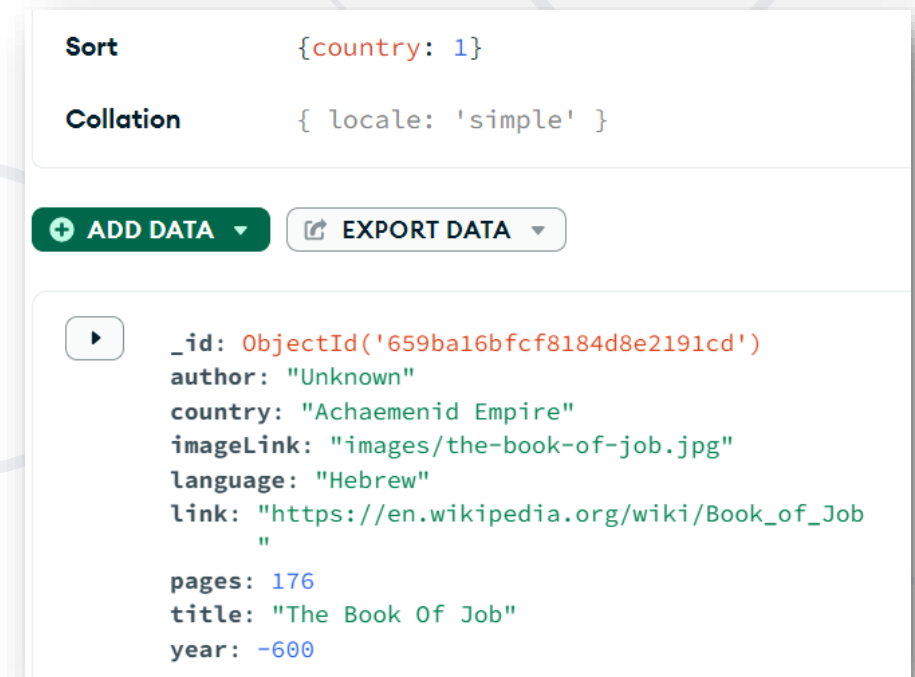 Sort {country: 1}
Collation { locale: 'simple' }
ADD DATA EXPORT DATA
_id: ObjectId('659ba16bfcf8184d8e2191cd')
author: "Unknown"
country: "Achaemenid Empire"
imageLink: "images/the-book-of-job.jpg"
language: "Hebrew"
link: "https://en.wikipedia.org/wiki/Book_of_Job
"
pages: 176
title: "The Book Of Job"
year: -600